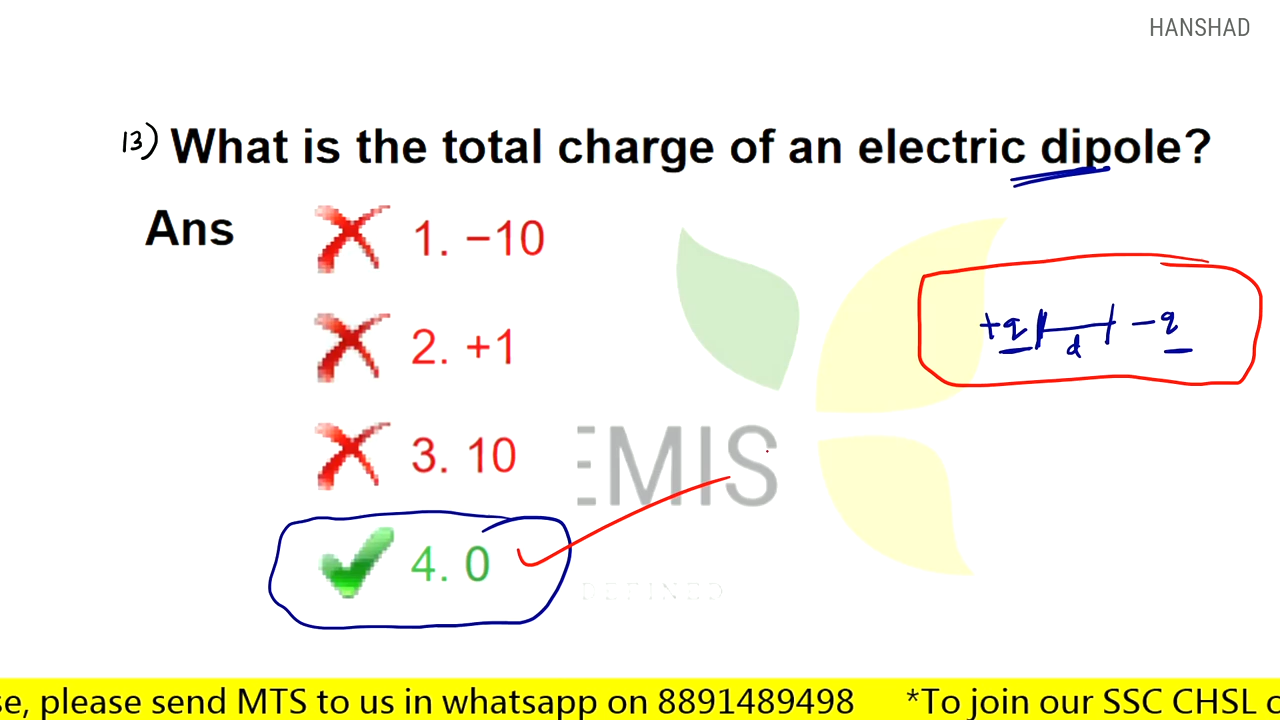 HANSHAD
13) What is the total charge of an electric dipole?
Ans
1. −10
2. +1
+q d −q
3. 10
EMIS
4. 0
DEFINED
se, please send MTS to us in whatsapp on 8891489498 *To join our SSC CHSL c